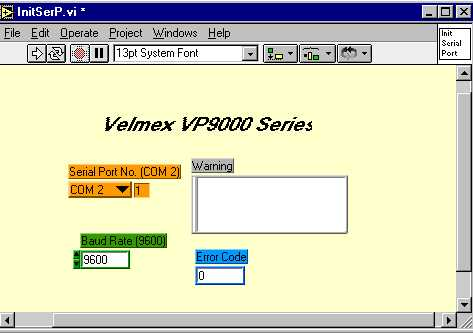 InitSerP.vi *
File Edit Operate Project Windows Help
13pt System Font
Init
Serial
Port
Velmex VP9000 Series
Serial Port No. (COM 2)
COM 2 1
Warning
Baud Rate (9600)
9600
Error Code
0